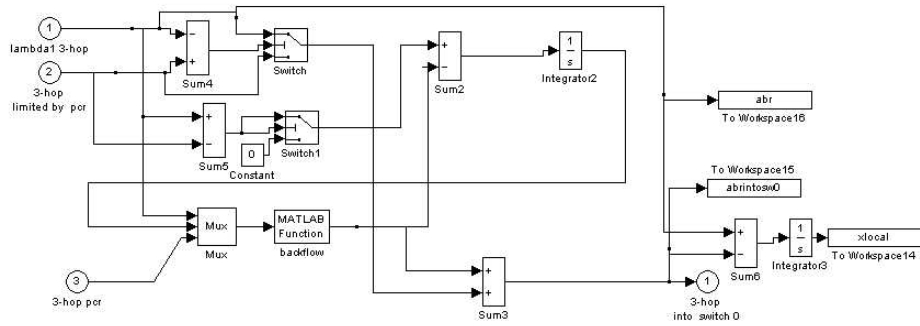 1
lambda1 3-hop
2
3-hop
limited by pcr
−
+
Sum4
Switch
+
−
Sum5
0
Constant
Switch1
+
−
Sum2
1
s
Integrator2
abr
To Workspace16
To Workspace15
abrintosw0
Mux
Mux
MATLAB
Function
backflow
3
3-hop pcr
+
+
Sum3
+
−
Sum6
1
s
Integrator3
xlocal
To Workspace14
1
3-hop
into switch 0